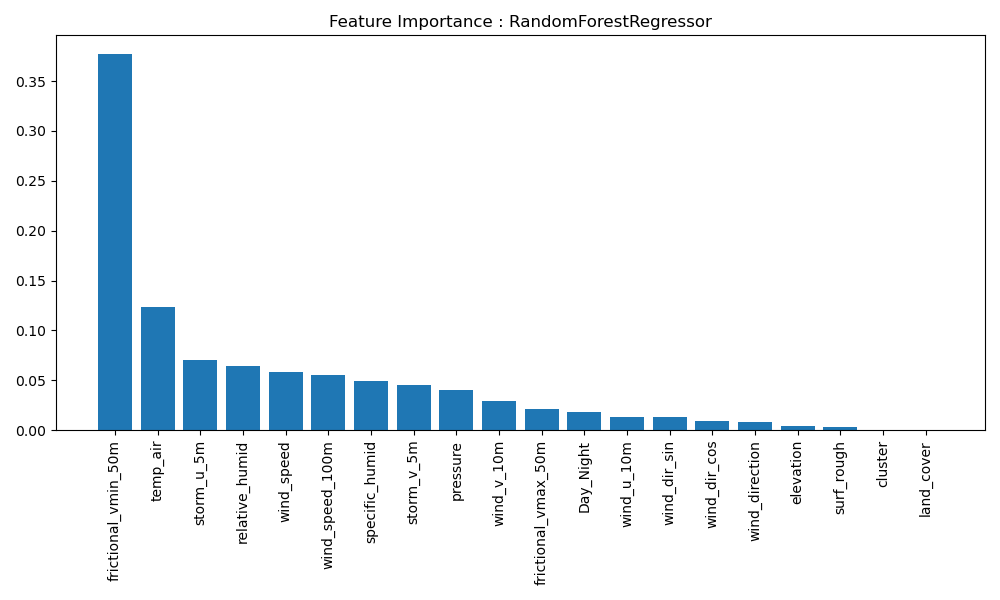 Feature Importance : RandomForestRegressor
0.35
0.30
0.25
0.20
0.15
0.10
0.05
0.00
frictional_vmin_50m
temp_air
storm_u_5m
relative_humid
wind_speed
wind_speed_100m
specific_humid
storm_v_5m
pressure
wind_v_10m
frictional_vmax_50m
Day_Night
wind_u_10m
wind_dir_sin
wind_dir_cos
wind_direction
elevation
surf_rough
cluster
land_cover